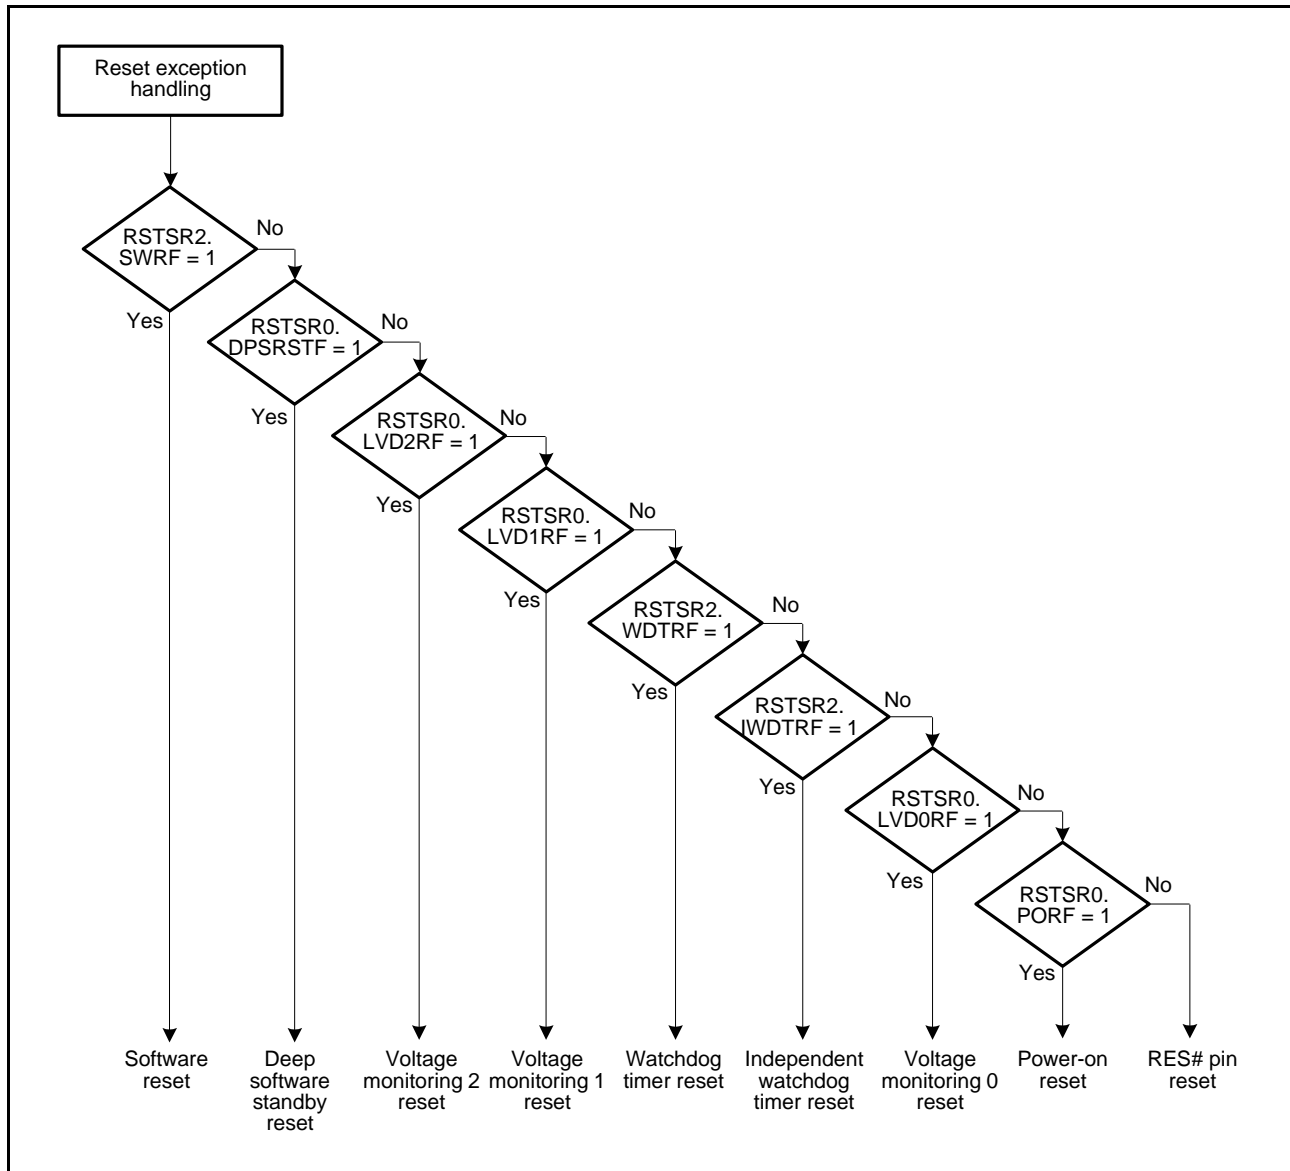 Reset exception
handling
RSTSR2.
SWRF = 1
No
Yes
RSTSR0.
DPSRSTF = 1
No
Yes
RSTSR0.
LVD2RF = 1
No
Yes
RSTSR0.
LVD1RF = 1
No
Yes
RSTSR2.
WDTRF = 1
No
Yes
RSTSR2.
IWDTRF = 1
No
Yes
RSTSR0.
LVD0RF = 1
No
Yes
RSTSR0.
PORF = 1
No
Yes
Software
reset
Deep
software
standby
reset
Voltage
monitoring 2
reset
Voltage
monitoring 1
reset
Watchdog
timer reset
Independent
watchdog
timer reset
Voltage
monitoring 0
reset
Power-on
reset
RES# pin
reset